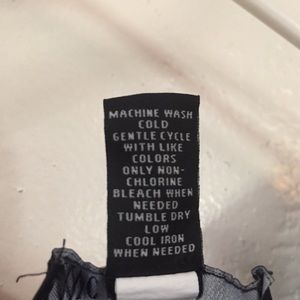 MACHINE WASH
COLD
GENTLE CYCLE
WITH LIKE
COLORS
ONLY NON-
CHLORINE
BLEACH WHEN
NEEDED
TUMBLE DRY
LOW
COOL IRON
WHEN NEEDED